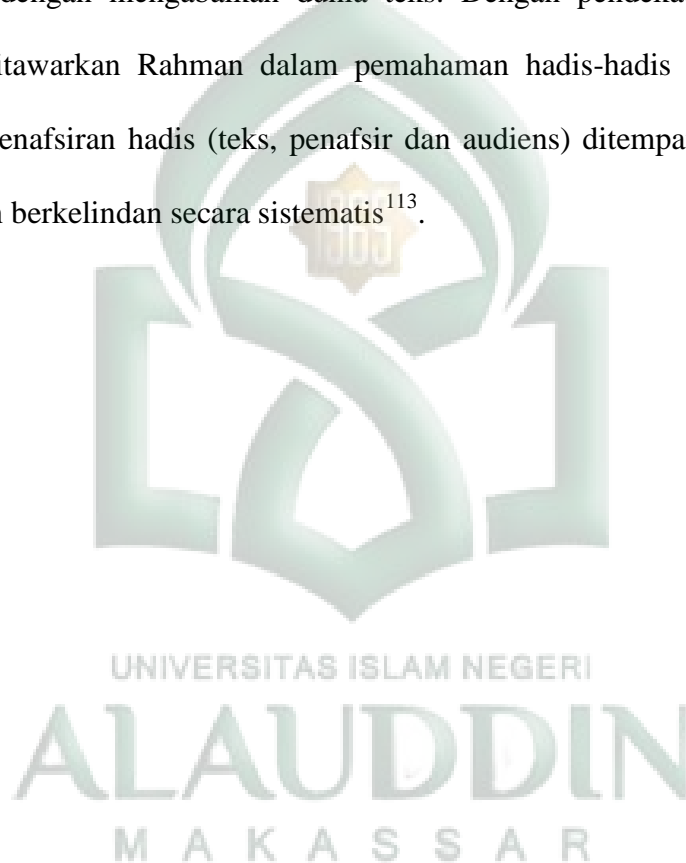 dengan mengabaikan dunia teks. Dengan
itawarkan Rahman dalam pemahaman hadis-hadis
enafsiran hadis (teks, penafsir dan audiens) ditempa
n berkelindan secara sistematis113.
1965
UNIVERSITAS ISLAM NEGERI
ALAUDDIN
MAKASSAR